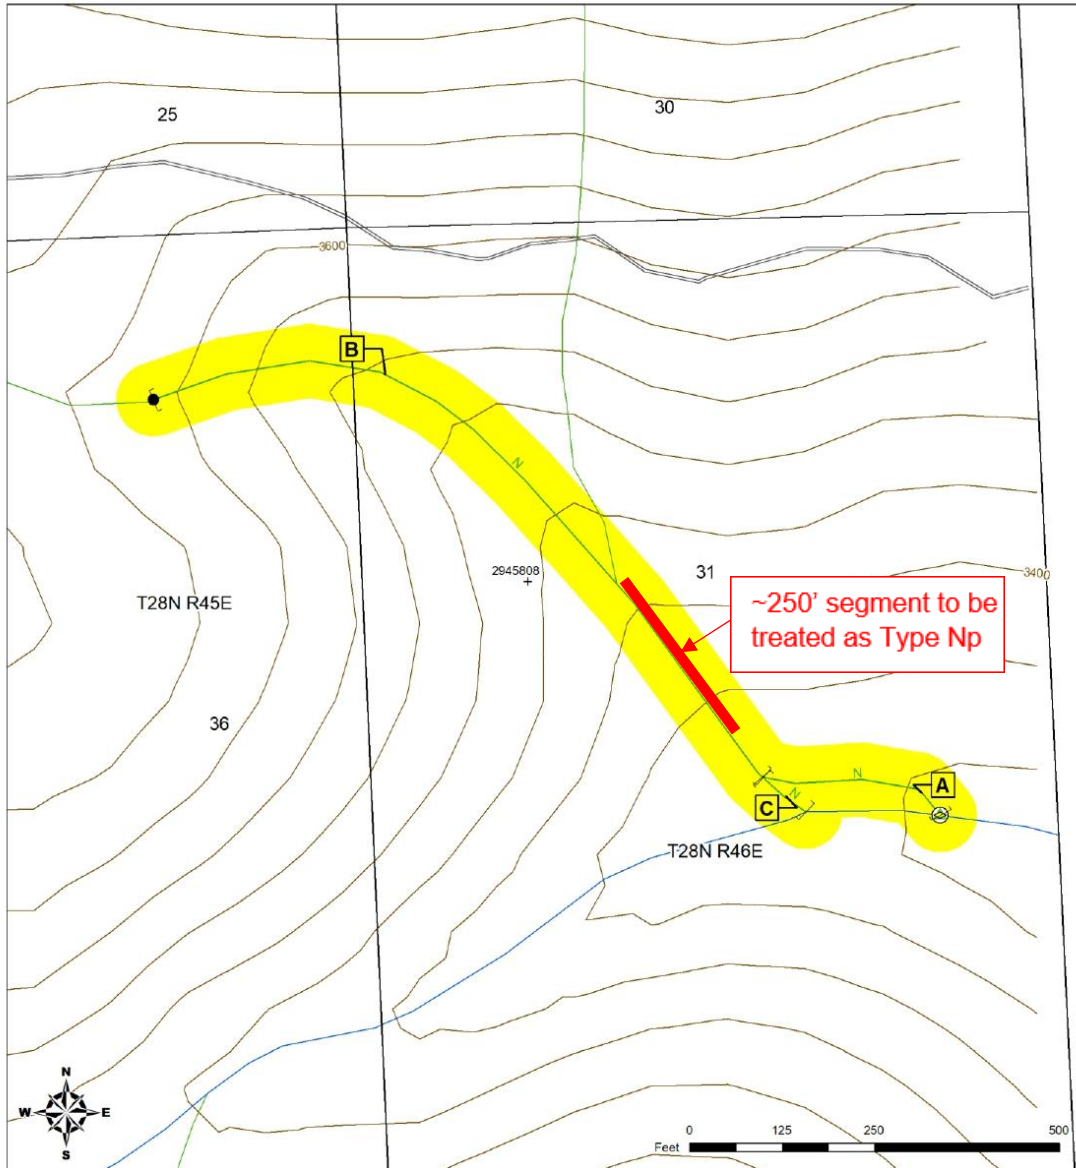 25
30
3600
B
N
2945808
31
3400
T28N R45E
~250' segment to be
treated as Type Np
36
N
A
N
C
T28N R46E
N
W
E
S
0
125
250
500
Feet